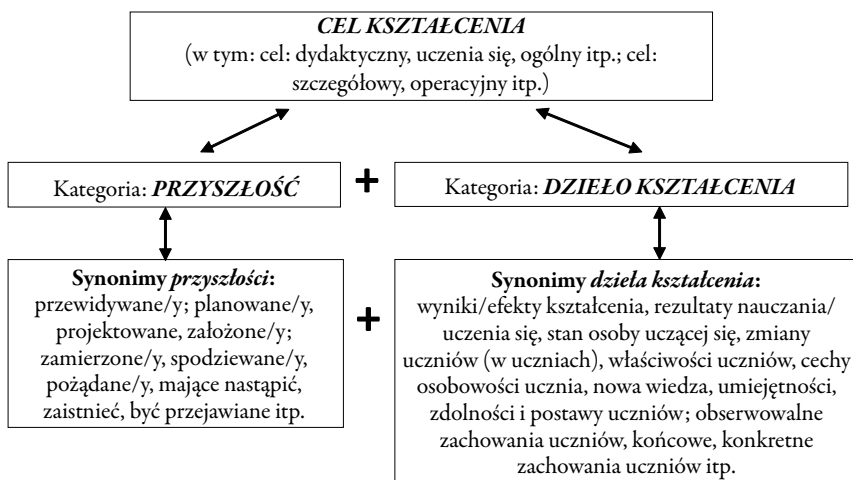 CEL KSZTAŁCENIA
(w tym: cel: dydaktyczny, uczenia się, ogólny itp.; cel:
szczegółowy, operacyjny itp.)
Kategoria: PRZYSZŁOŚĆ
+
Kategoria: DZIEŁO KSZTAŁCENIA
Synonimy przyszłości:
przewidywane/y; planowane/y,
projektowane, założone/y;
zamierzone/y, spodziewane/y,
pożądane/y, mające nastąpić,
zaistnieć, być przejawiane itp.
+
Synonimy dzieła kształcenia:
wyniki/efekty kształcenia, rezultaty nauczania/
uczenia się, stan osoby uczącej się, zmiany
uczniów (w uczniach), właściwości uczniów, cechy
osobowości ucznia, nowa wiedza, umiejętności,
zdolności i postawy uczniów; obserwowalne
zachowania uczniów, końcowe, konkretne
zachowania uczniów itp.